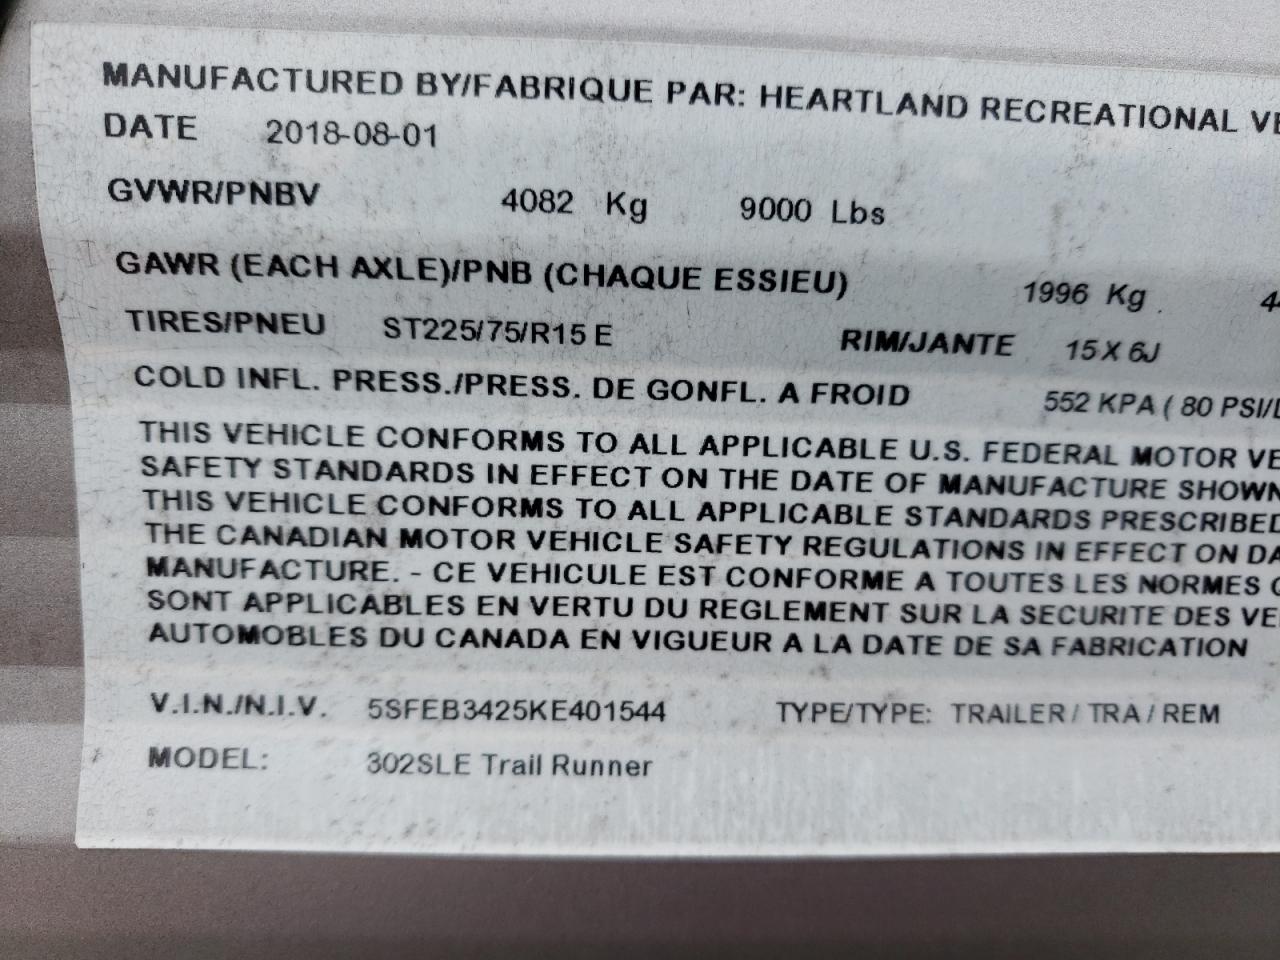 MANUFACTURED BY/FABRIQUE PAR: HEARTLAND RECREATIONAL VE
DATE 2018-08-01
GVWR/PNBV 4082 Kg 9000 Lbs
GAWR (EACH AXLE)/PNB (CHAQUE ESSIEU) 1996 Kg 4
TIRES/PNEU ST225/75/R15 E RIM/JANTE 15 X 6J
COLD INFL. PRESS./PRESS. DE GONFL. A FROID 552 KPA ( 80 PSI/L
THIS VEHICLE CONFORMS TO ALL APPLICABLE U.S. FEDERAL MOTOR VE
SAFETY STANDARDS IN EFFECT ON THE DATE OF MANUFACTURE SHOWN
THIS VEHICLE CONFORMS TO ALL APPLICABLE STANDARDS PRESCRIBED
THE CANADIAN MOTOR VEHICLE SAFETY REGULATIONS IN EFFECT ON DA
MANUFACTURE. - CE VEHICULE EST CONFORME A TOUTES LES NORMES
SONT APPLICABLES EN VERTU DU REGLEMENT SUR LA SECURITE DES VE
AUTOMOBLES DU CANADA EN VIGUEUR A LA DATE DE SA FABRICATION
V.I.N./N.I.V. 5SFEB3425KE401544 TYPE/TYPE: TRAILER / TRA / REM
MODEL: 302SLE Trail Runner